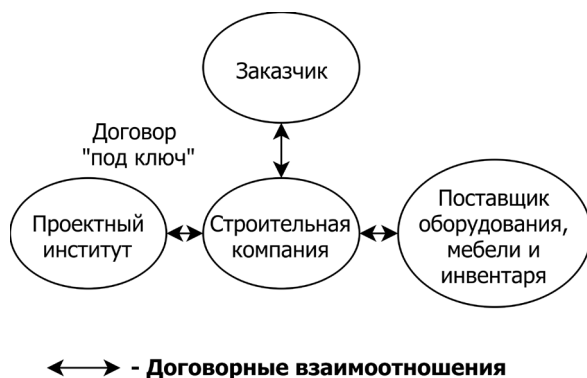 Заказчик
Договор
"под ключ"
Проектный
институт
Строительная
компания
Поставщик
оборудования,
мебели и
инвентаря
- Договорные взаимоотношения